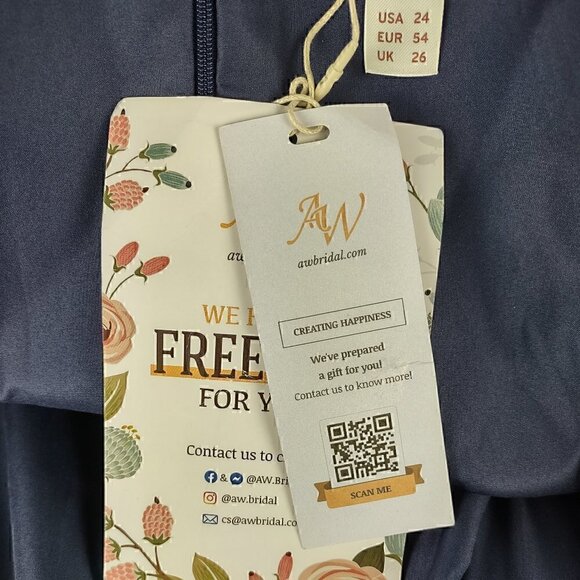 USA 24
EUR 54
UK 26
AW
awbridal.com
CREATING HAPPINESS
We've prepared
a gift for you!
Contact us to know more!
SCAN ME
WE
FREE
FOR
Contact us to
& @AW.Bri
@aw.bridal
cs@awbridal.co